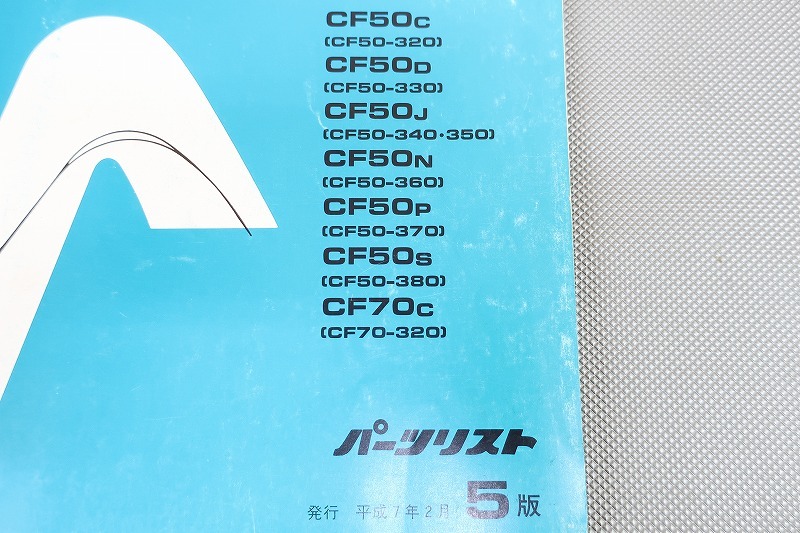 CF50C
(CF50-320)
CF50D
(CF50-330)
CF50J
(CF50-340・350)
CF50N
(CF50-360)
CF50P
(CF50-370)
CF50S
(CF50-380)
CF70C
(CF70-320)
パーツリスト
発行 平成7年2月 5版